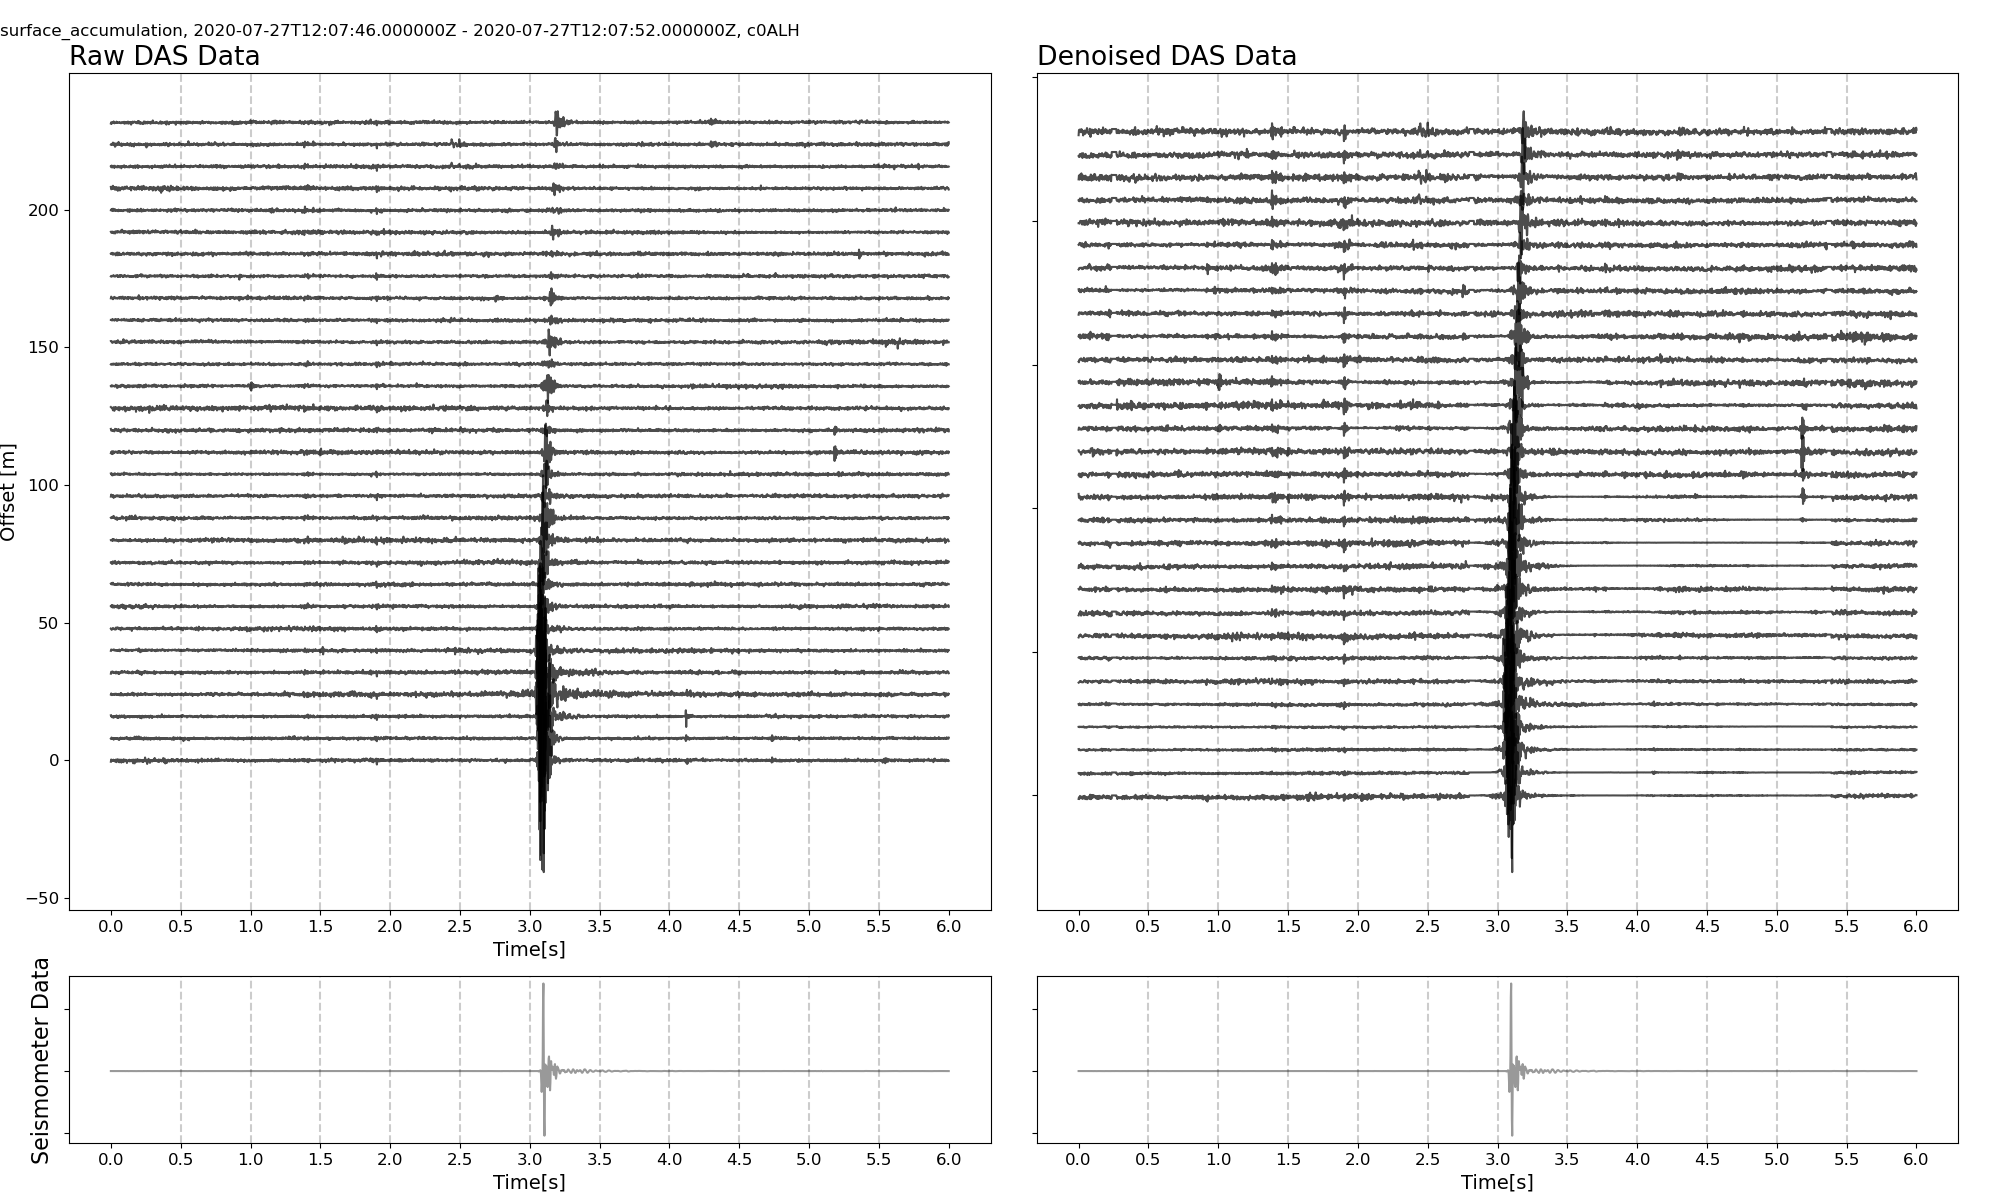 surface_accumulation, 2020-07-27T12:07:46.000000Z - 2020-07-27T12:07:52.000000Z, c0ALH
Raw DAS Data
Denoised DAS Data
Offset [m]
200
150
100
50
0
−50
0.0 0.5 1.0 1.5 2.0 2.5 3.0 3.5 4.0 4.5 5.0 5.5 6.0
Time[s]
0.0 0.5 1.0 1.5 2.0 2.5 3.0 3.5 4.0 4.5 5.0 5.5 6.0
Seismometer Data
0.0 0.5 1.0 1.5 2.0 2.5 3.0 3.5 4.0 4.5 5.0 5.5 6.0
Time[s]
0.0 0.5 1.0 1.5 2.0 2.5 3.0 3.5 4.0 4.5 5.0 5.5 6.0
Time[s]